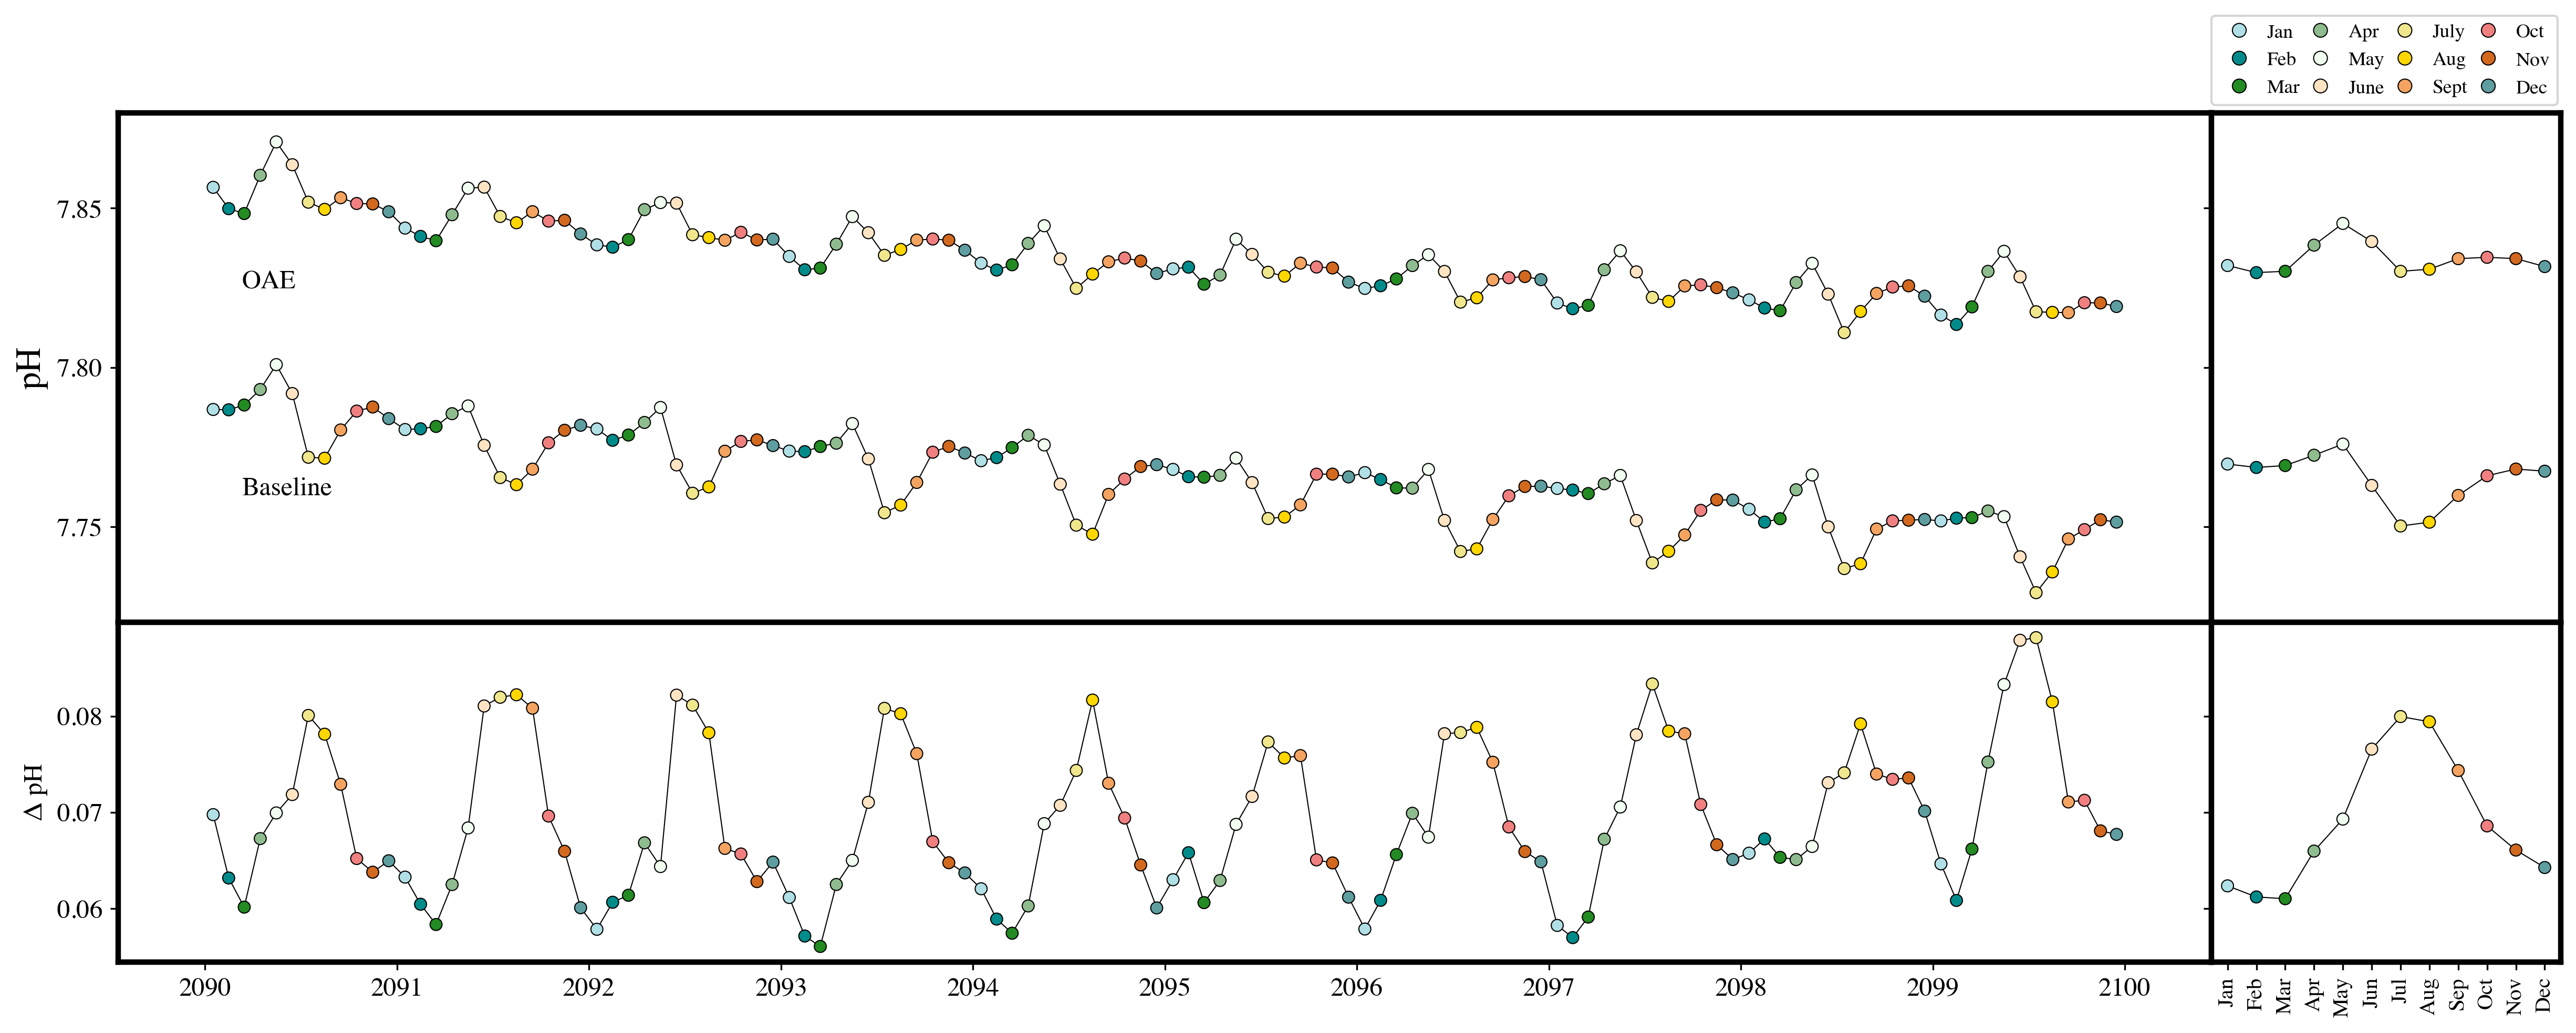 Jan Apr July Oct
Feb May Aug Nov
Mar June Sept Dec
7.85
OAE
7.80
pH
Baseline
7.75
0.08
Δ pH
0.07
0.06
2090 2091 2092 2093 2094 2095 2096 2097 2098 2099 2100
Jan Feb Mar Apr May Jun Jul Aug Sep Oct Nov Dec